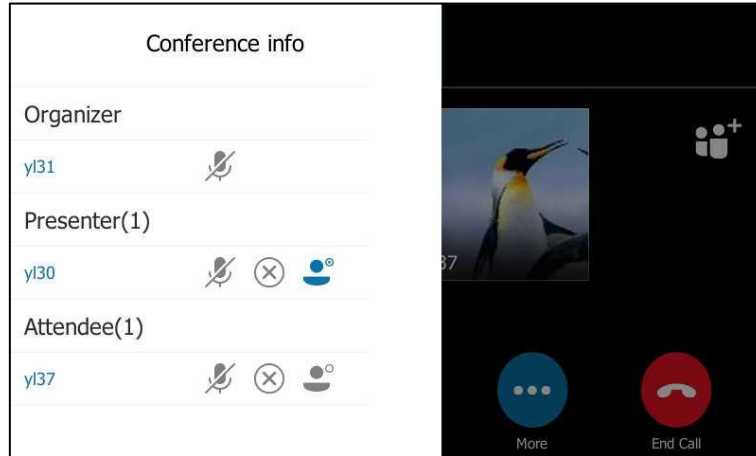 Conference info
Organizer
yl31
Presenter(1)
yl30
Attendee(1)
yl37
37
More
End Call